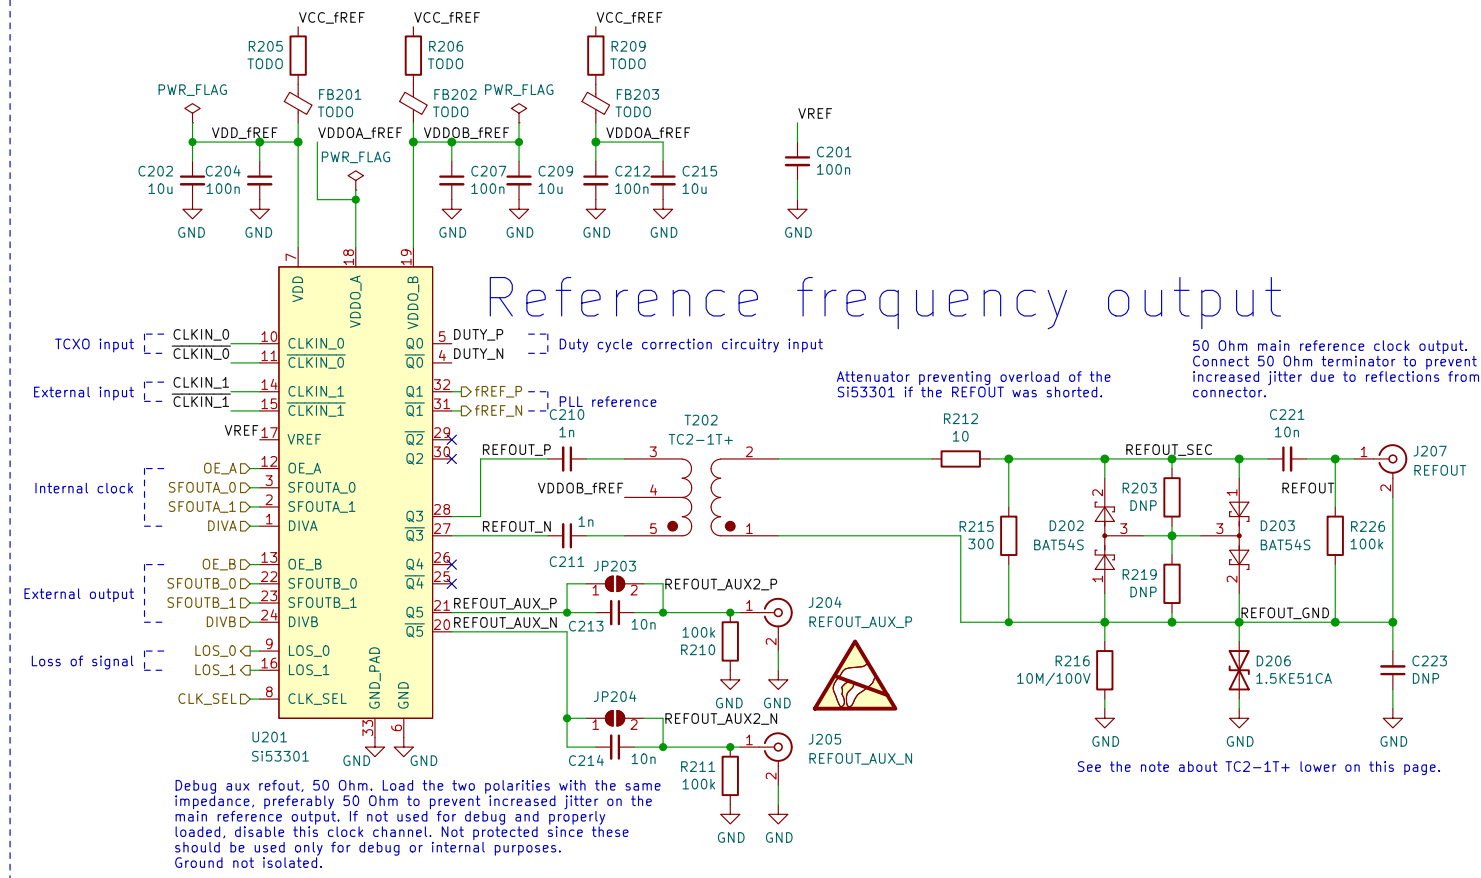 VCC_fREF
VCC_fREF
VCC_fREF
R205
TODO
R206
TODO
R209
TODO
PWR_FLAG
FB201
TODO
FB202
TODO
PWR_FLAG
FB203
TODO
VREF
VDD_fREF
VDDOA_fREF
VDDOB_fREF
VDDOA_fREF
PWR_FLAG
C202
10u
C204
100n
C207
100n
C209
10u
C212
100n
C215
10u
C201
100n
GND
GND
GND
GND
GND
GND
GND
7
18
19
VDD
VDDO_A
VDDO_B
Reference frequency output
TCXO input
CLKIN_0
CLKIN_0
10
11
CLKIN_0
CLKIN_0
Q0
Q0
5
4
DUTY_P
DUTY_N
Duty cycle correction circuitry input
External input
CLKIN_1
CLKIN_1
14
15
CLKIN_1
CLKIN_1
Q1
Q1
32
31
fREF_P
fREF_N
PLL reference
VREF
17
VREF
Q2
Q2
29
30
Internal clock
OE_A
SFOUTA_0
SFOUTA_1
DIVA
12
3
2
1
OE_A
SFOUTA_0
SFOUTA_1
DIVA
Q3
Q3
28
27
REFOUT_P
REFOUT_N
External output
OE_B
SFOUTB_0
SFOUTB_1
DIVB
13
22
23
24
OE_B
SFOUTB_0
SFOUTB_1
DIVB
Q4
Q4
26
25
Q5
Q5
21
20
REFOUT_AUX_P
REFOUT_AUX_N
Loss of signal
LOS_0
LOS_1
9
16
LOS_0
LOS_1
CLK_SEL
8
CLK_SEL
GND_PAD
GND
33
6
GND
GND
U201
Si53301
C210
1n
VDDOB_fREF
1n
C211
T202
TC2-1T+
3
4
5
2
1
Attenuator preventing overload of the
Si53301 if the REFOUT was shorted.
50 Ohm main reference clock output.
Connect 50 Ohm terminator to prevent
increased jitter due to reflections from
connector.
R212
10
REFOUT_SEC
C221
10n
1
J207
REFOUT
2
REFOUT
R215
300
2
D202
BAT54S
3
1
R203
DNP
R219
DNP
1
3
D203
BAT54S
2
R226
100k
REFOUT_GND
R216
10M/100V
D206
1.5KE51CA
C223
DNP
GND
GND
GND
See the note about TC2-1T+ lower on this page.
JP203
1
2
REFOUT_AUX2_P
C213
10n
100k
R210
1
2
J204
REFOUT_AUX_P
GND
GND
JP204
1
2
REFOUT_AUX2_N
C214
10n
R211
100k
1
2
J205
REFOUT_AUX_N
GND
GND
Debug aux refout, 50 Ohm. Load the two polarities with the same
impedance, preferably 50 Ohm to prevent increased jitter on the
main reference output. If not used for debug and properly
loaded, disable this clock channel. Not protected since these
should be used only for debug or internal purposes.
Ground not isolated.